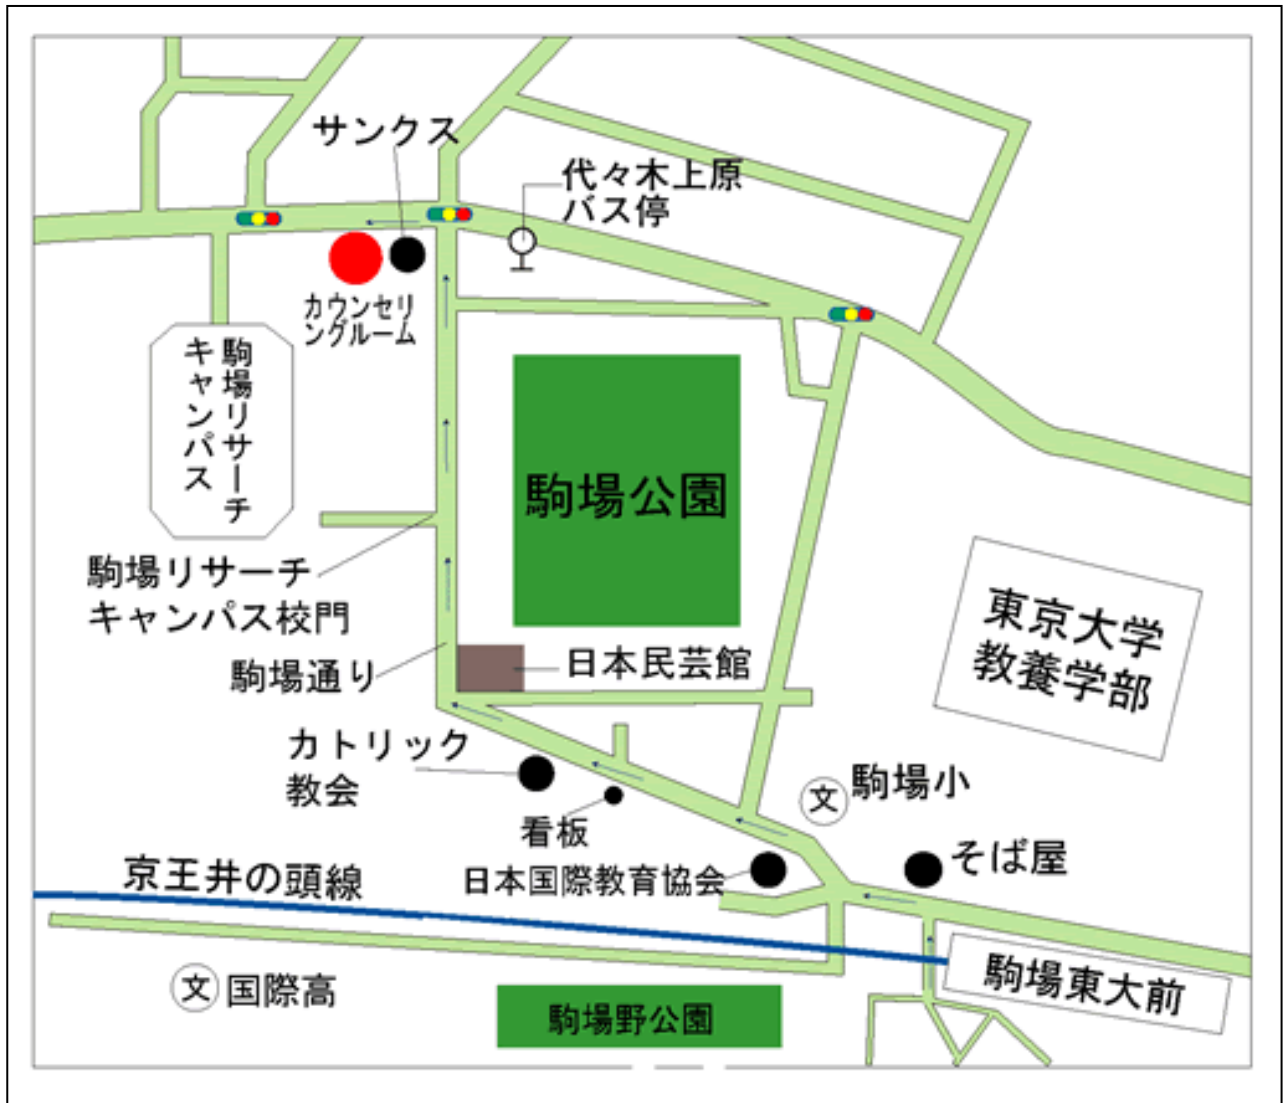 サンクス
代々木上原
バス停
カウンセリ
ングルーム
駒場リサーチ
キャンパス
駒場公園
駒場リサーチ
キャンパス校門
東京大学
教養学部
駒場通り
日本民芸館
カトリック
教会
文
駒場小
看板
そば屋
日本国際教育協会
京王井の頭線
文
国際高
駒場東大前
駒場野公園